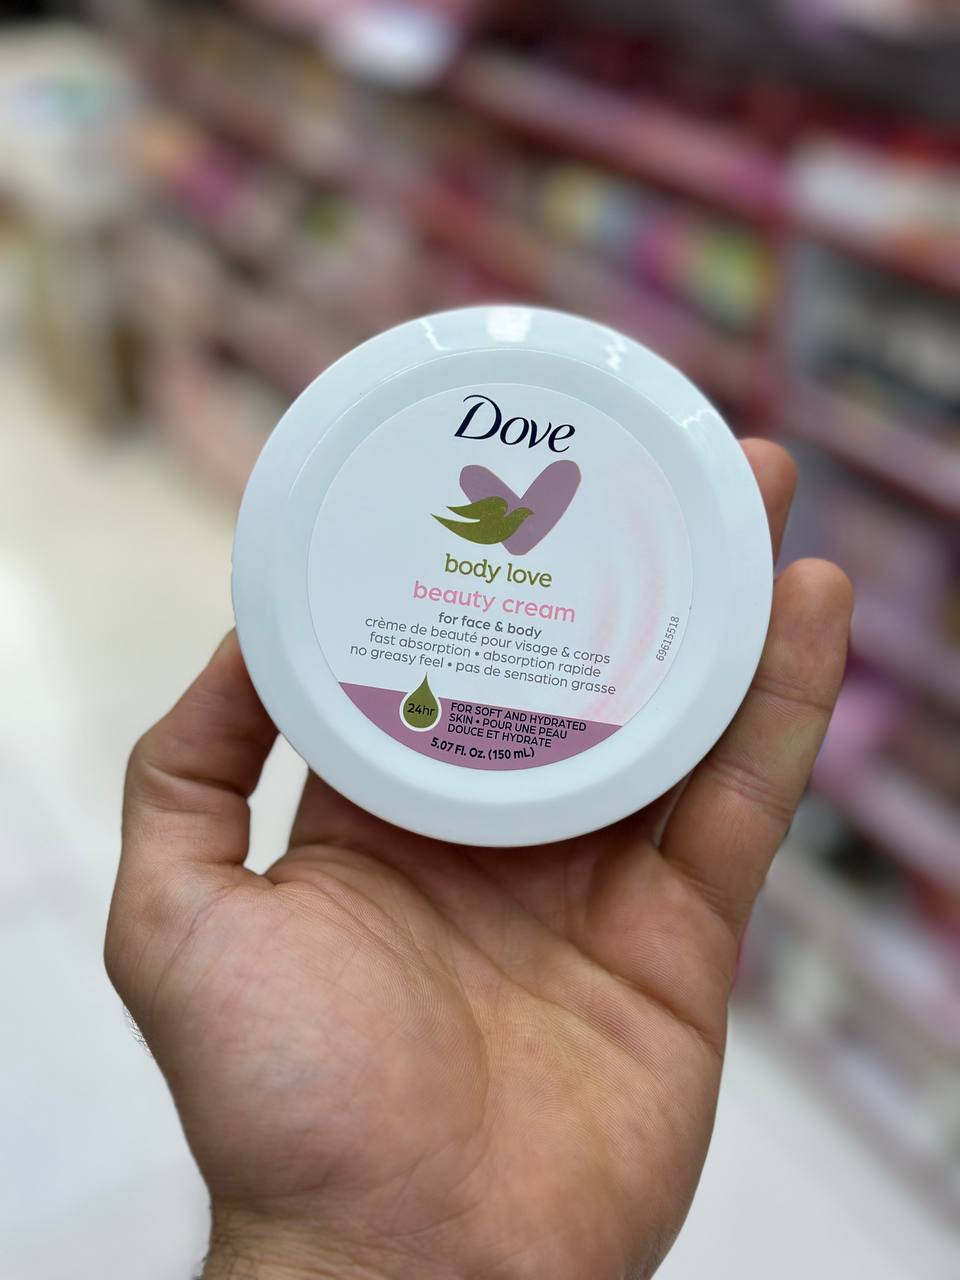 Dove
body love
beauty cream
for face & body
crème de beauté pour visage & corps
fast absorption • absorption rapide
no greasy feel • pas de sensation grasse
24hr
FOR SOFT AND HYDRATED
SKIN • POUR UNE PEAU
DOUCE ET HYDRATE
5.07 Fl. Oz. (150 mL)
69615518